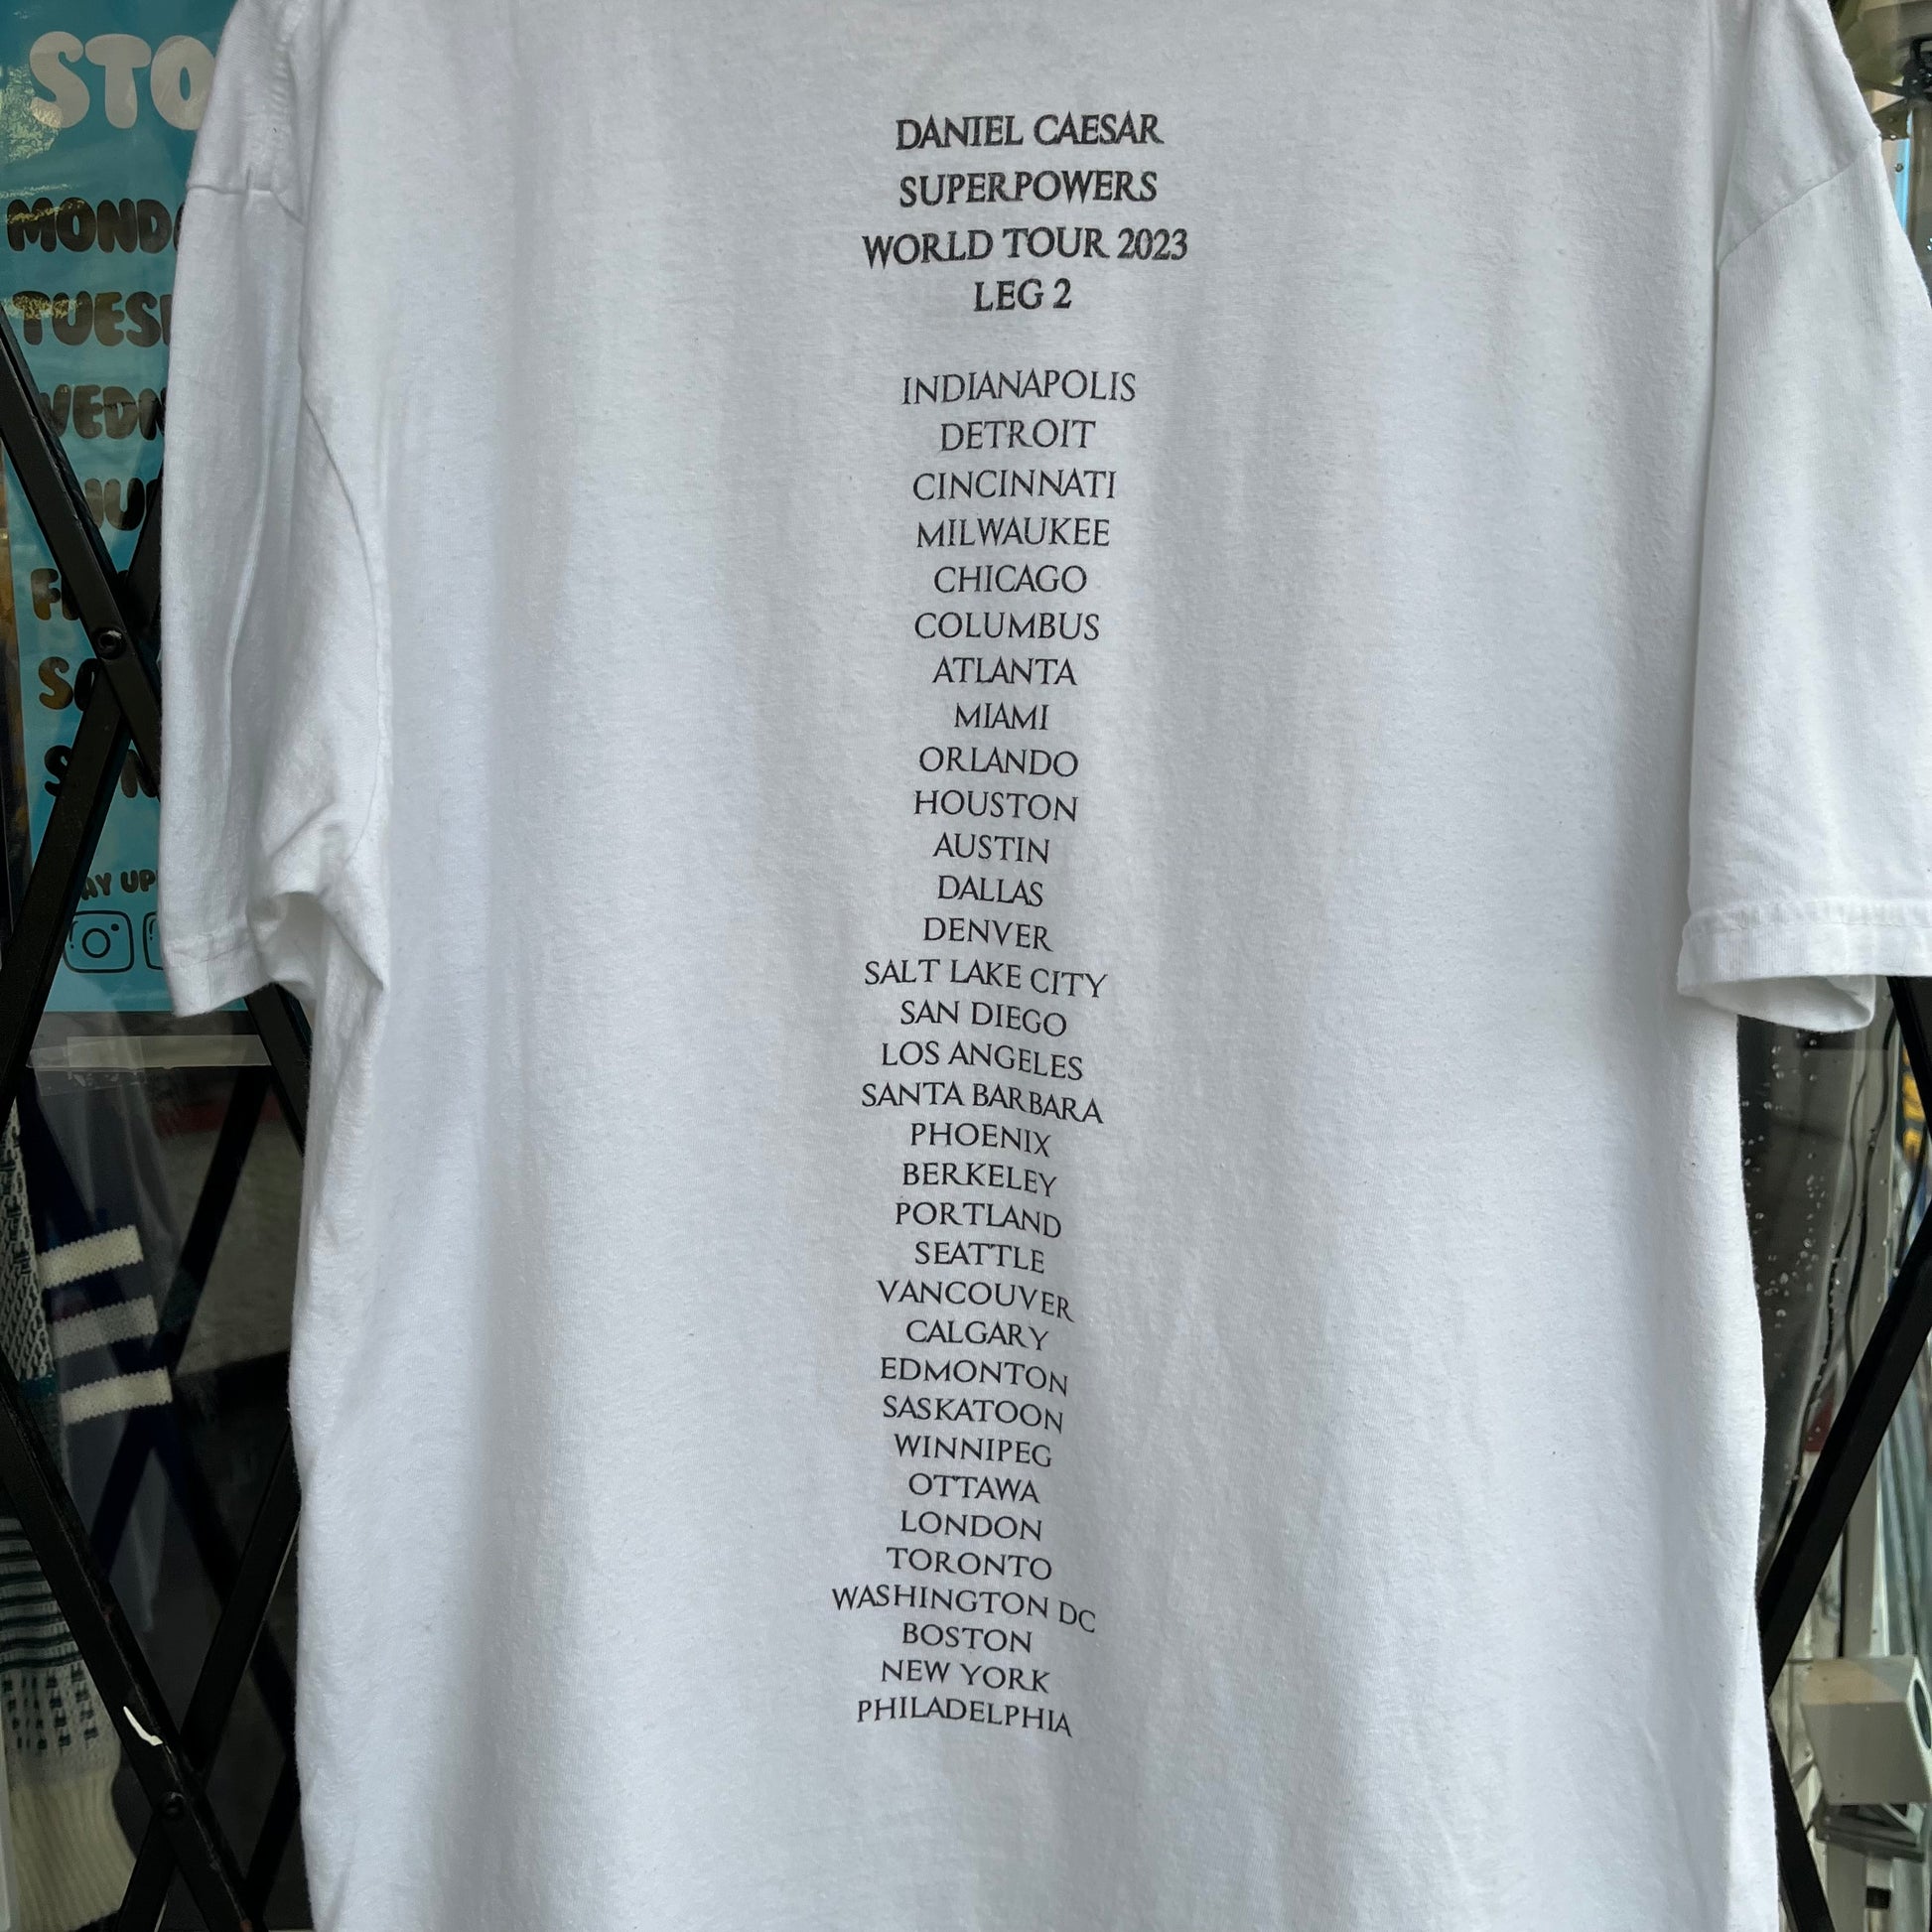 DANIEL CAESAR
SUPERPOWERS
WORLD TOUR 2023
LEG 2
INDIANAPOLIS
DETROIT
CINCINNATI
MILWAUKEE
CHICAGO
COLUMBUS
ATLANTA
MIAMI
ORLANDO
HOUSTON
AUSTIN
DALLAS
DENVER
SALT LAKE CITY
SAN DIEGO
LOS ANGELES
SANTA BARBARA
PHOENIX
BERKELEY
PORTLAND
SEATTLE
VANCOUVER
CALGARY
EDMONTON
SASKATOON
WINNIPEG
OTTAWA
LONDON
TORONTO
WASHINGTON DC
BOSTON
NEW YORK
PHILADELPHIA